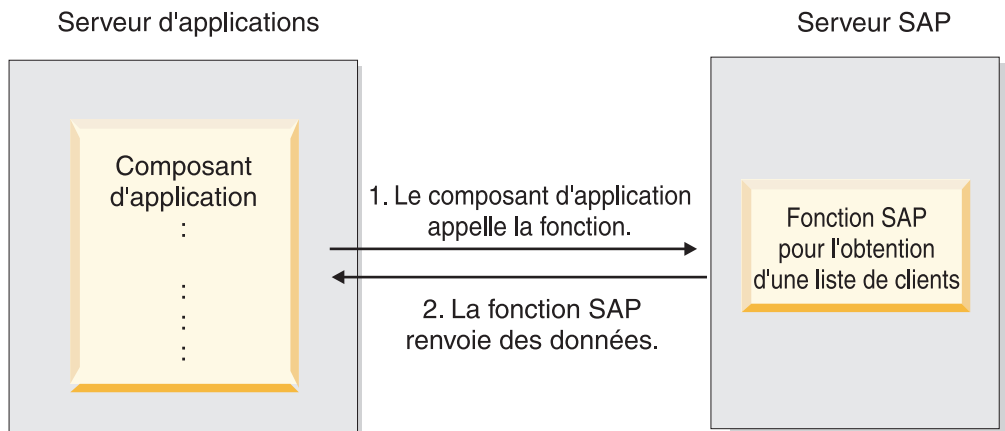 Serveur d'applications
Serveur SAP
Composant
d'application
:
:
:
:
1. Le composant d'application
appelle la fonction.
2. La fonction SAP
renvoie des données.
Fonction SAP
pour l'obtention
d'une liste de clients